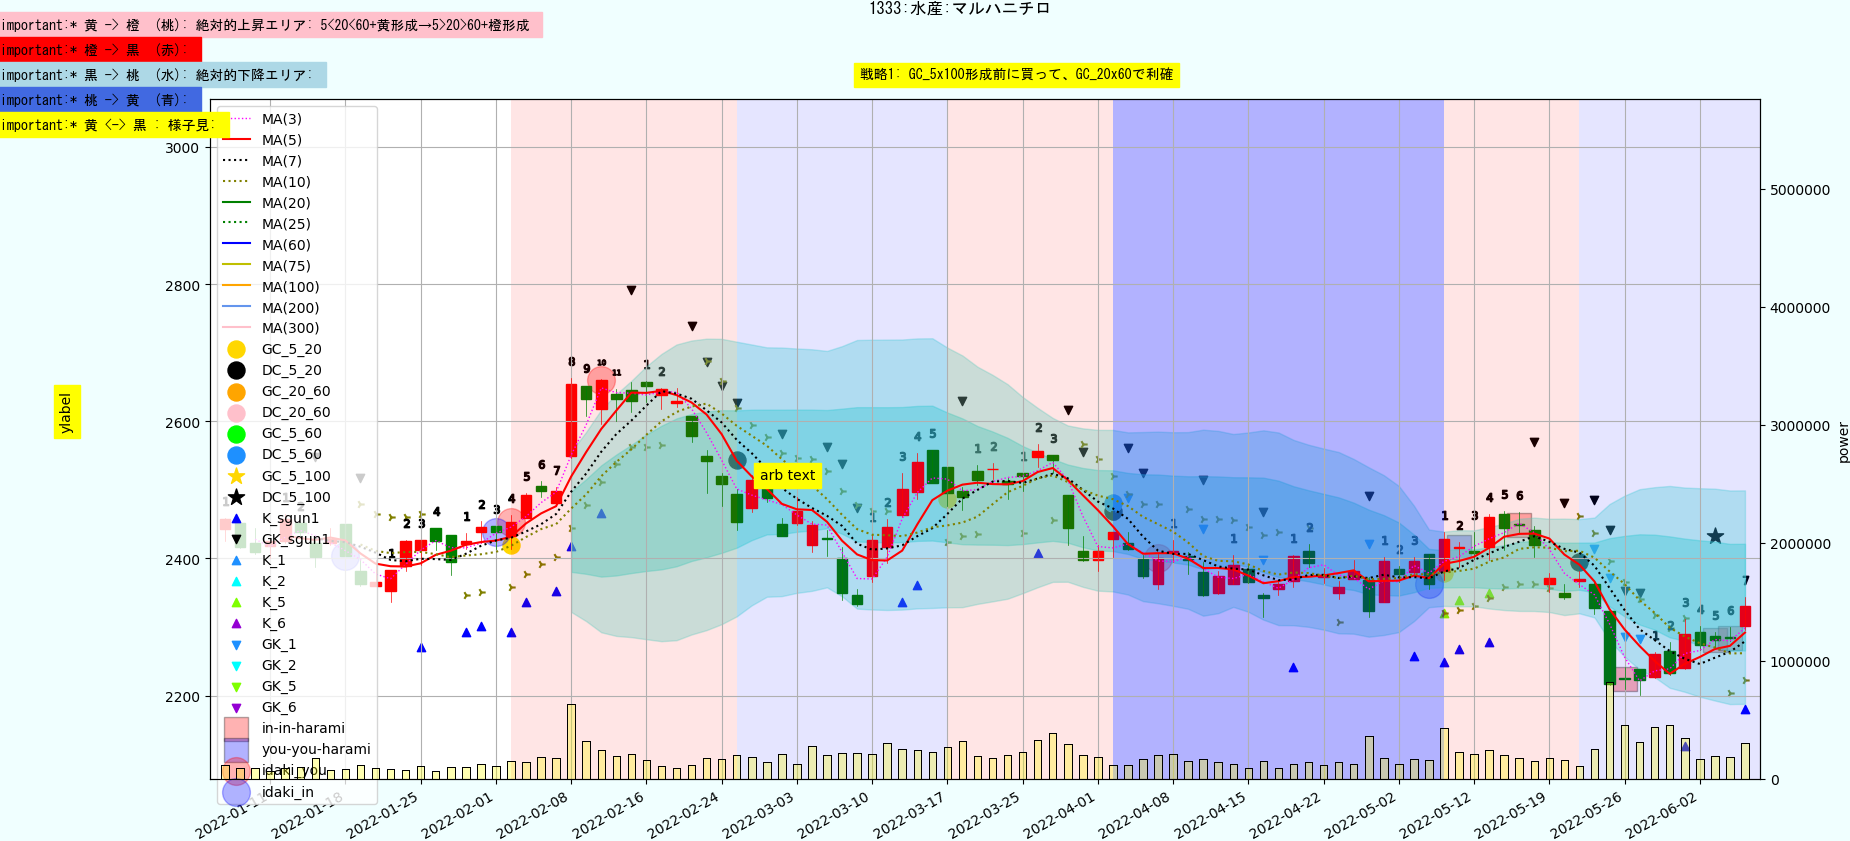 1333:水産:マルハニチロ
important:* 黄 -> 橙 (桃): 絶対的上昇エリア: 5<20<60+黄形成→5>20>60+橙形成
important:* 橙 -> 黒 (赤):
important:* 黒 -> 桃 (水): 絶対的下降エリア:
戦略1: GC_5x100形成前に買って、GC_20x60で利確
important:* 桃 -> 黄 (青):
important:* 黄 <-> 黒 : 様子見:
MA(3)
MA(5)
MA(7)
MA(10)
MA(20)
MA(25)
MA(60)
MA(75)
MA(100)
MA(200)
MA(300)
GC_5_20
DC_5_20
GC_20_60
DC_20_60
GC_5_60
DC_5_60
GC_5_100
DC_5_100
K_sgun1
GK_sgun1
K_1
K_2
K_5
K_6
GK_1
GK_2
GK_5
GK_6
in-in-harami
you-you-harami
idaki_you
idaki_in
3000
2800
2600
2400
2200
ylabel
arb text
5000000
4000000
3000000
2000000
1000000
0
power
2022-01-11
2022-01-18
2022-01-25
2022-02-01
2022-02-08
2022-02-16
2022-02-24
2022-03-03
2022-03-10
2022-03-17
2022-03-25
2022-04-01
2022-04-08
2022-04-15
2022-04-22
2022-05-02
2022-05-12
2022-05-19
2022-05-26
2022-06-02